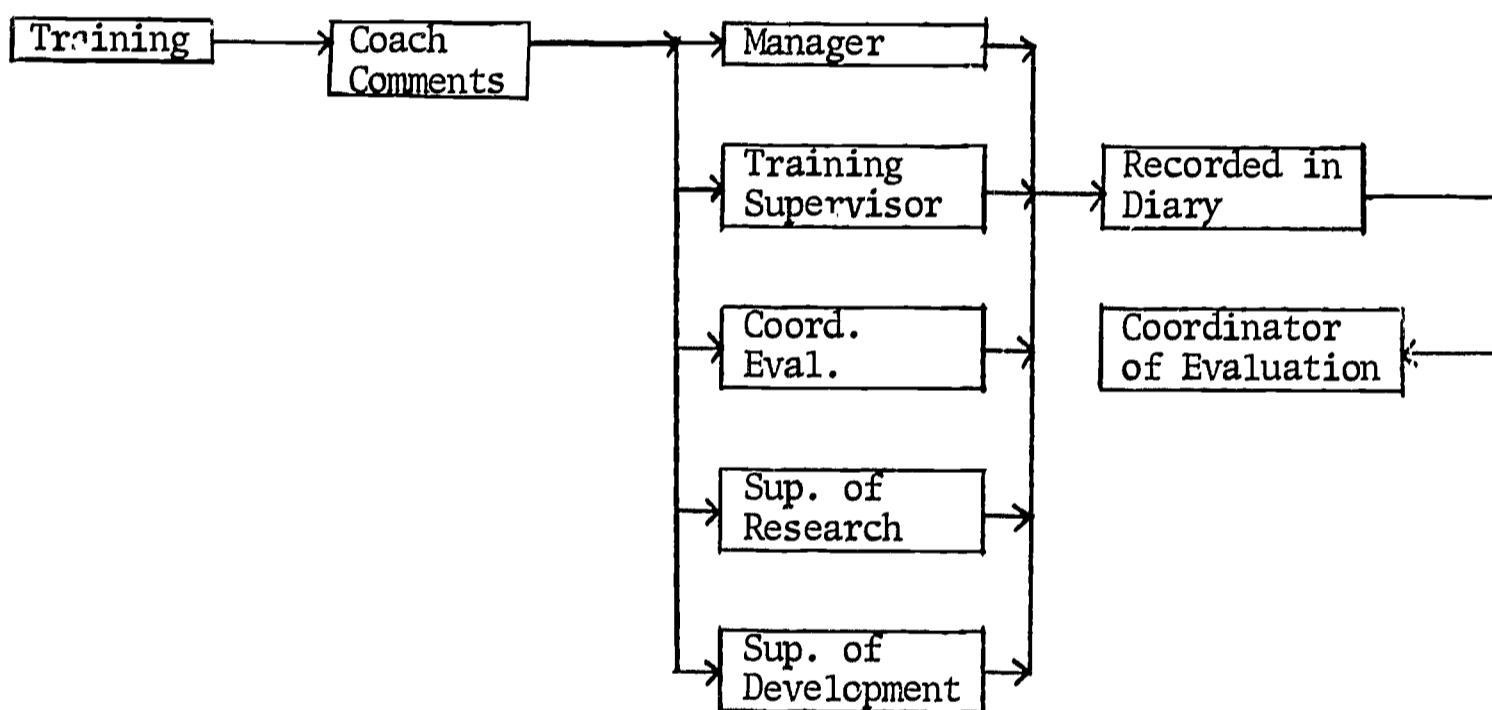 Training
Coach
Comments
Manager
Training
Supervisor
Coord.
Eval.
Sup. of
Research
Sup. of
Development
Recorded in
Diary
Coordinator
of Evaluation